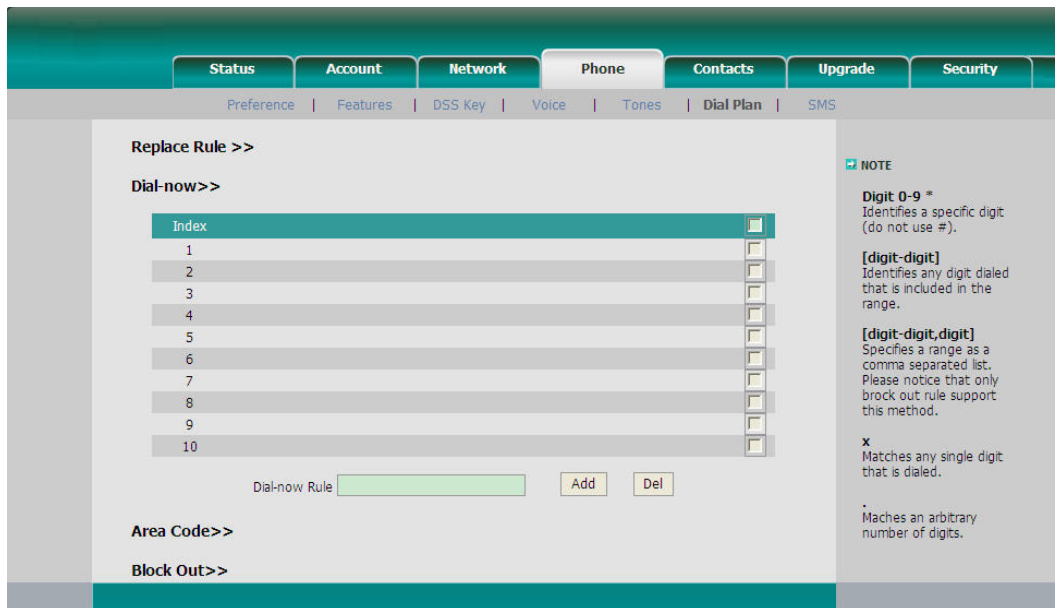 Status Account Network Phone Contacts Upgrade Security
Preference | Features | DSS Key | Voice | Tones | Dial Plan | SMS
Replace Rule >>
Dial-now>>
Index
1
2
3
4
5
6
7
8
9
10
Dial-now Rule Add Del
Area Code>>
Block Out>>
NOTE
Digit 0-9 *
Identifies a specific digit
(do not use #).
[digit-digit]
Identifies any digit dialed
that is included in the
range.
[digit-digit,digit]
Specifies a range as a
comma separated list.
Please notice that only
brock out rule support
this method.
x
Matches any single digit
that is dialed.
.
Maches an arbitrary
number of digits.